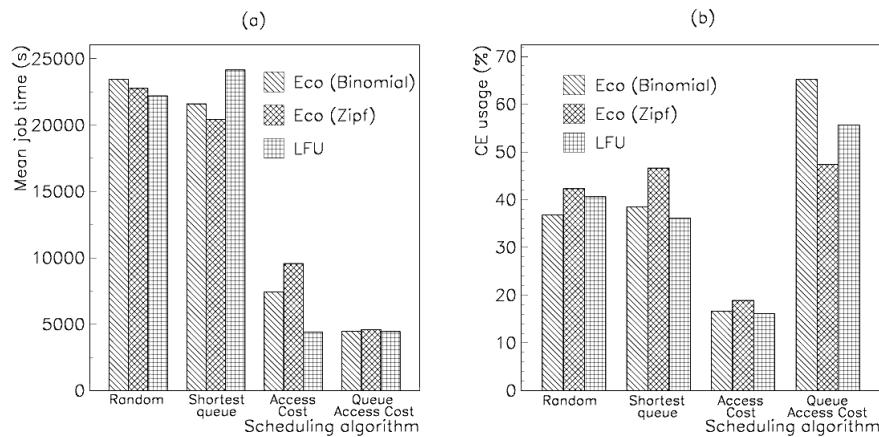 (a)
Mean job time (s)
25000
20000
15000
10000
5000
0
Eco (Binomial)
Eco (Zipf)
LFU
Random
Shortest queue
Access Cost
Queue Access Cost
Scheduling algorithm
(b)
CE usage (%)
70
60
50
40
30
20
10
0
Eco (Binomial)
Eco (Zipf)
LFU
Random
Shortest queue
Access Cost
Queue Access Cost
Scheduling algorithm